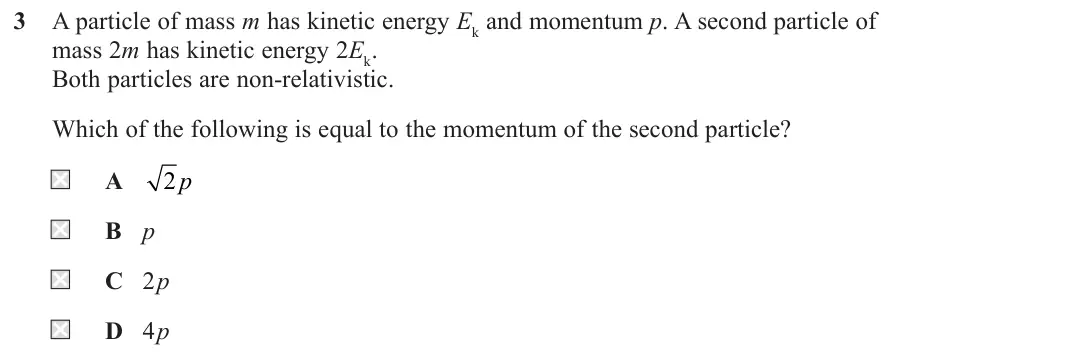 3 A particle of mass m has kinetic energy Eₖ and momentum p. A second particle of
mass 2m has kinetic energy 2Eₖ.
Both particles are non-relativistic.
Which of the following is equal to the momentum of the second particle?
A √2p
B p
C 2p
D 4p